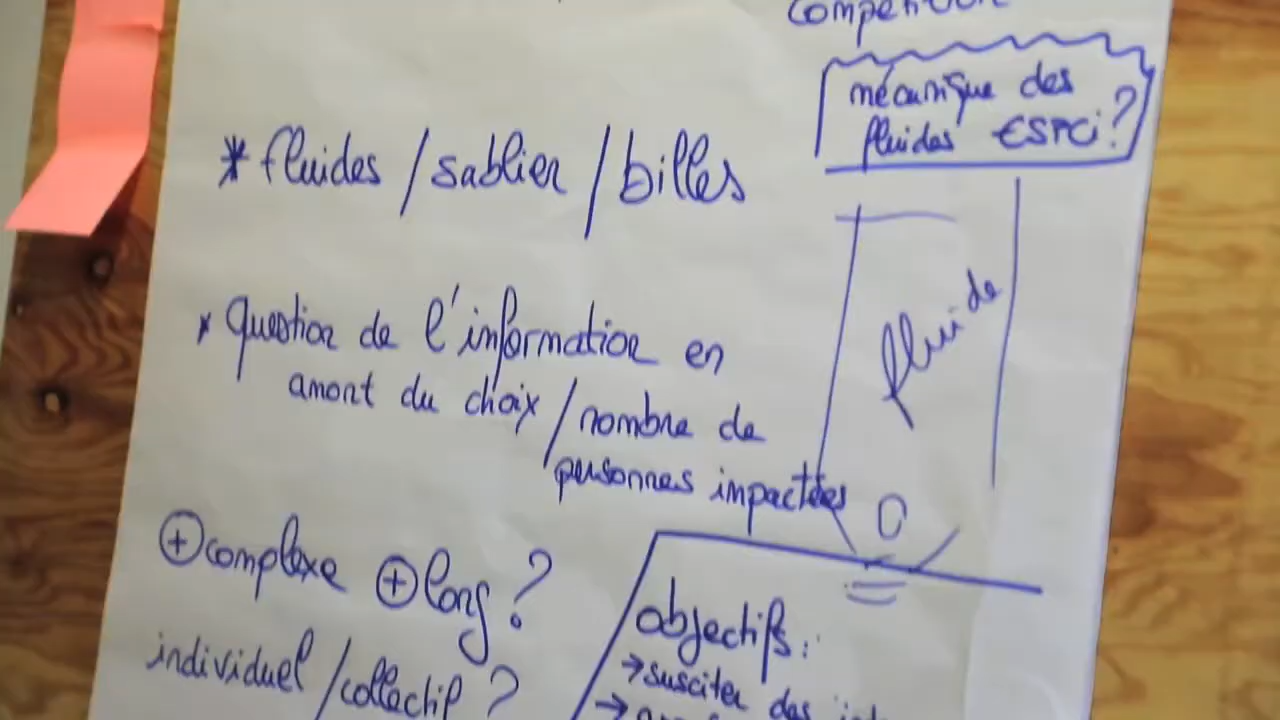 mécanique des
fluides ESPCi?
* fluides / sablier / billes
fluide
* question de l'information en
amont du choix / nombre de
personnes impactées
⊕ complexe ⊕ long ?
individuel / collectif ?
objectifs:
→ susciter des